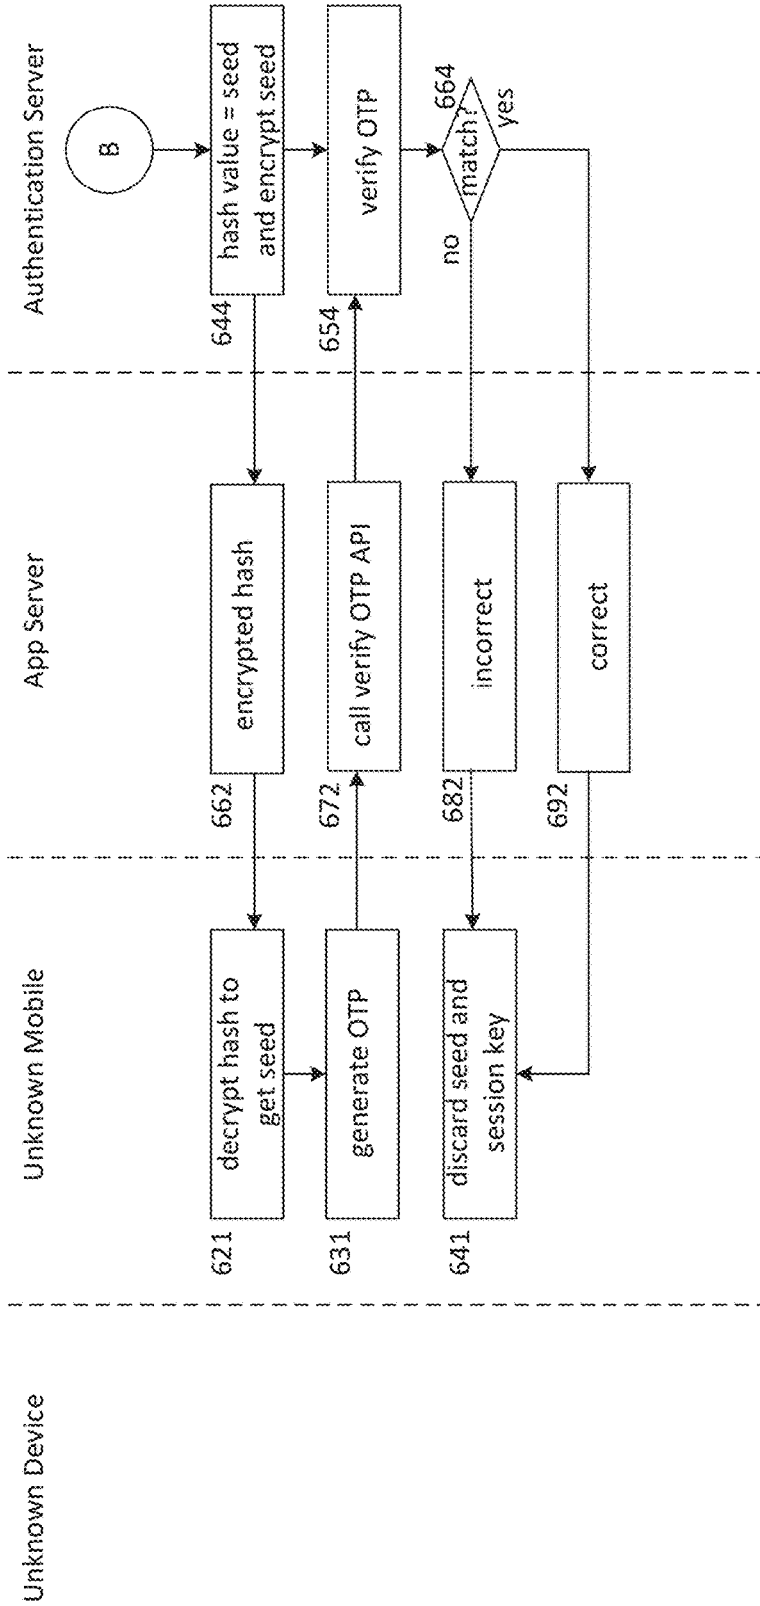 Unknown Device
Unknown Mobile
App Server
Authentication Server
B
621
decrypt hash to
get seed
662
encrypted hash
644
hash value = seed
and encrypt seed
631
generate OTP
672
call verify OTP API
654
verify OTP
641
discard seed and
session key
682
incorrect
no
match?
664
yes
692
correct